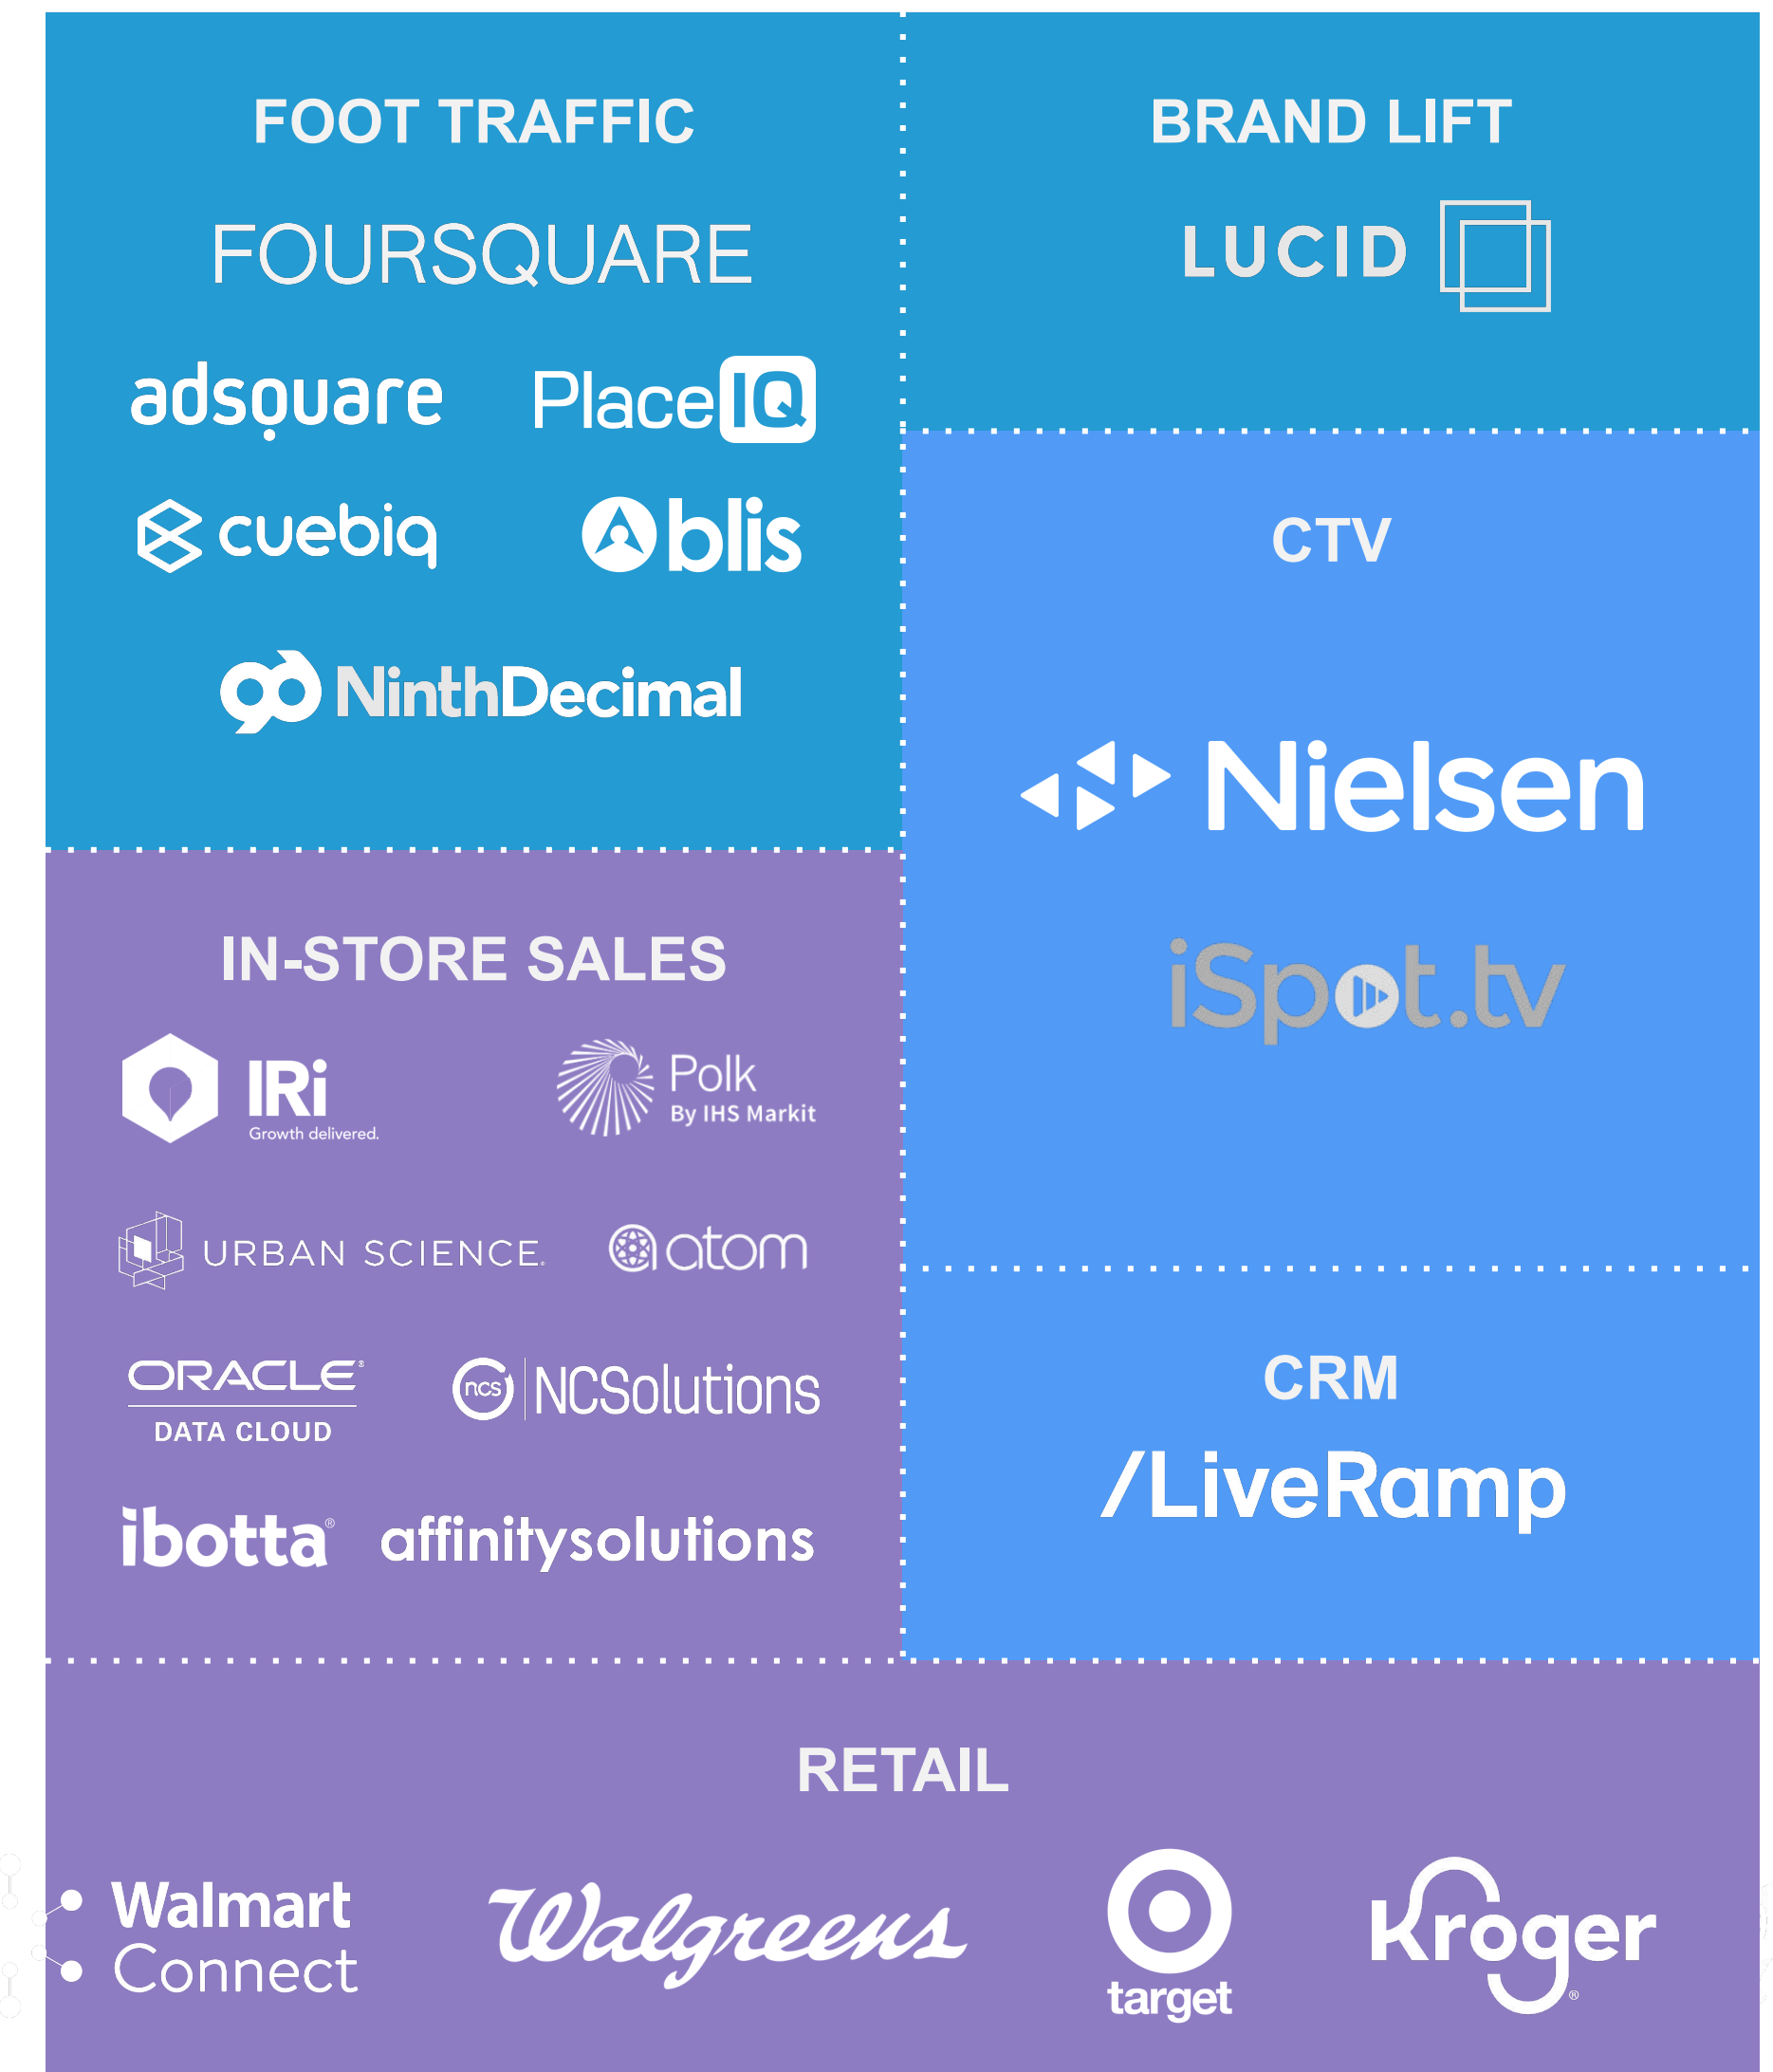 FOOT TRAFFIC
FOURSQUARE
adsquare
PlaceIQ
cuebiq
blis
NinthDecimal
BRAND LIFT
LUCID
CTV
Nielsen
iSpot.tv
IN-STORE SALES
IRi
Growth delivered.
Polk
By IHS Markit
URBAN SCIENCE
atom
ORACLE®
DATA CLOUD
ncs NCSolutions
ibotta®
affinitysolutions
CRM
/LiveRamp
RETAIL
Walmart
Connect
Walgreens
target
Kroger®